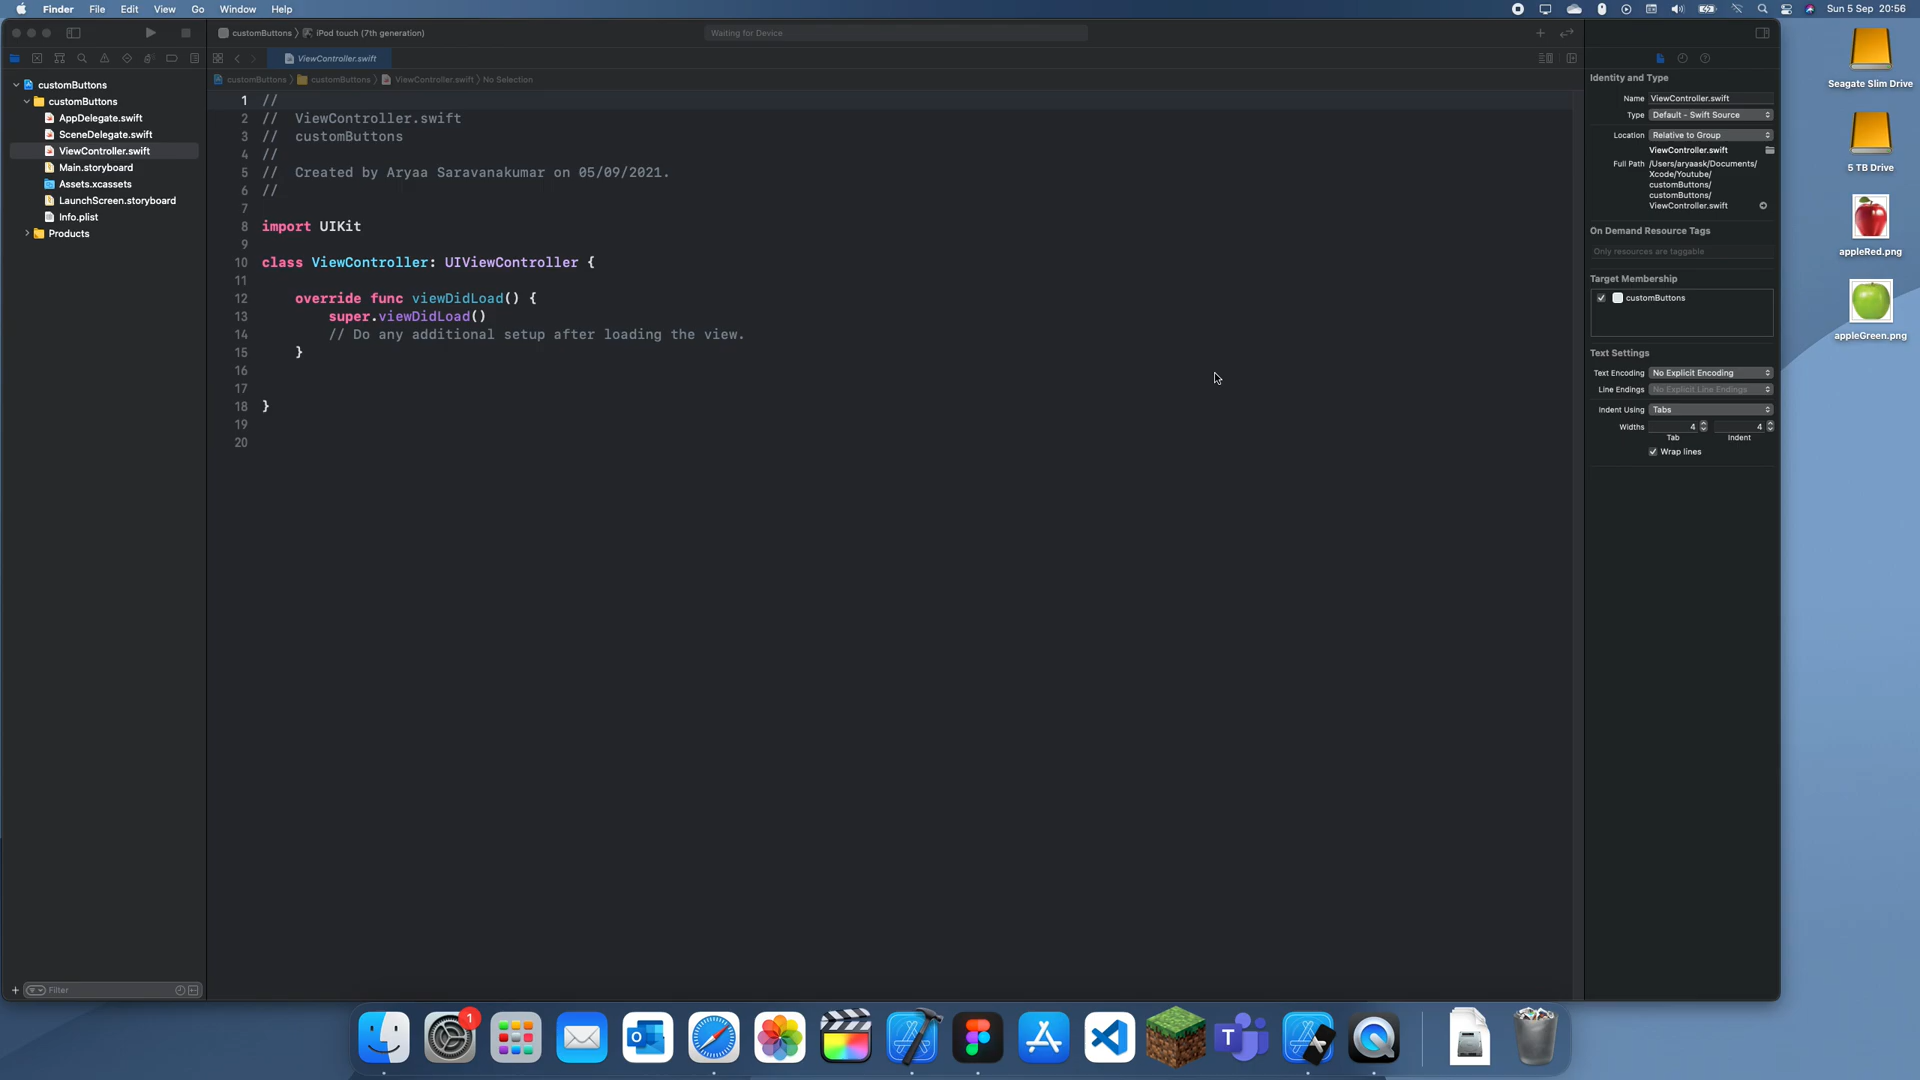 Finder File Edit View Go Window Help
Sun 5 Sep 20:56
customButtons iPod touch (7th generation)
Waiting for Device
ViewController.swift
customButtons customButtons ViewController.swift No Selection
customButtons
customButtons
AppDelegate.swift
SceneDelegate.swift
ViewController.swift
Main.storyboard
Assets.xcassets
LaunchScreen.storyboard
Info.plist
Products
Filter
1 //
2 // ViewController.swift
3 // customButtons
4 //
5 // Created by Aryaa Saravanakumar on 05/09/2021.
6 //
7
8 import UIKit
9
10 class ViewController: UIViewController {
11
12 override func viewDidLoad() {
13 super.viewDidLoad()
14 // Do any additional setup after loading the view.
15 }
16
17
18 }
19
20
Identity and Type
Name ViewController.swift
Type Default - Swift Source
Location Relative to Group
ViewController.swift
Full Path /Users/aryaask/Documents/
Xcode/Youtube/
customButtons/
customButtons/
ViewController.swift
On Demand Resource Tags
Only resources are taggable
Target Membership
customButtons
Text Settings
Text Encoding No Explicit Encoding
Line Endings No Explicit Line Endings
Indent Using Tabs
Widths 4 4
Tab Indent
Wrap lines
Seagate Slim Drive
5 TB Drive
appleRed.png
appleGreen.png
1